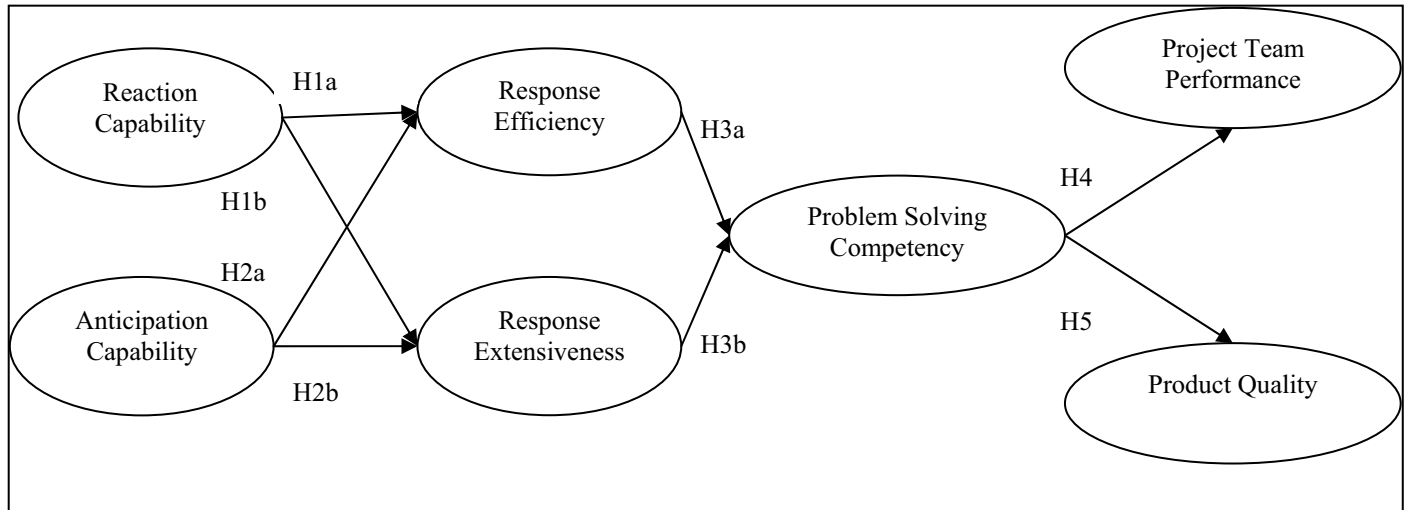 Reaction
Capability
H1a
Response
Efficiency
H3a
Project Team
Performance
H1b
H2a
Anticipation
Capability
H2b
Response
Extensiveness
H3b
Problem Solving
Competency
H4
H5
Product Quality